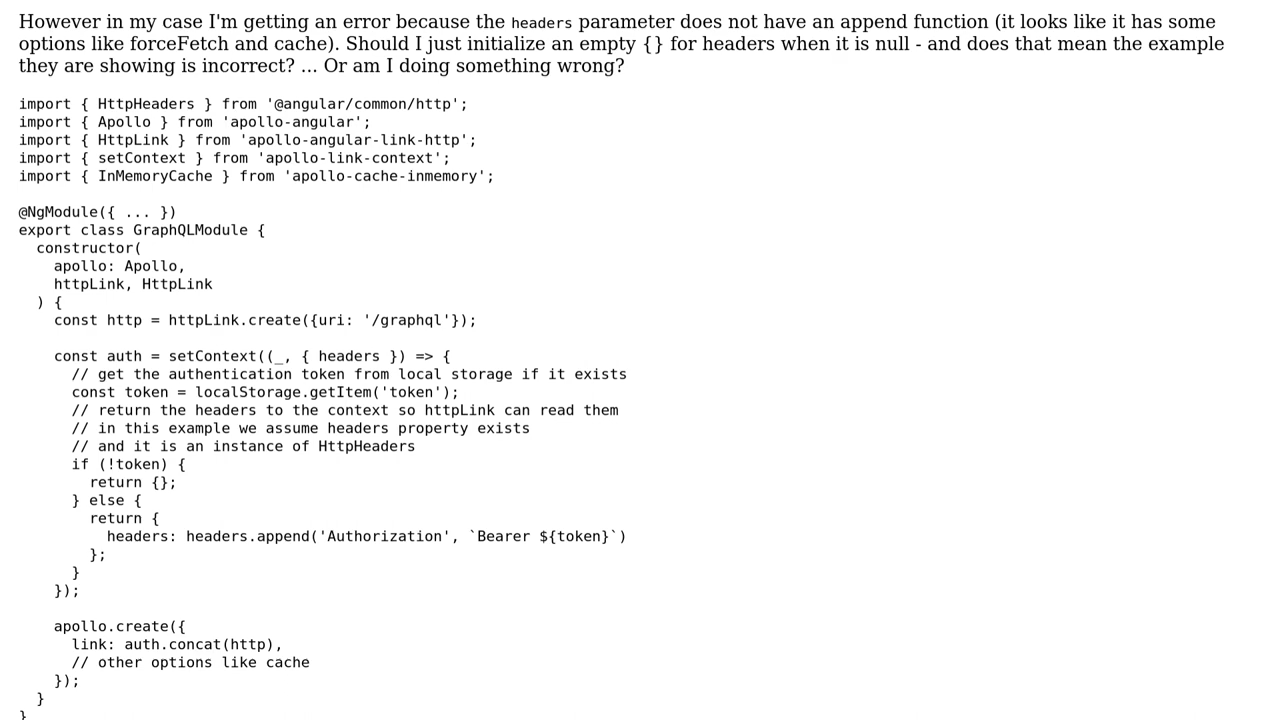 However in my case I'm getting an error because the headers parameter does not have an append function (it looks like it has some
options like forceFetch and cache). Should I just initialize an empty {} for headers when it is null - and does that mean the example
they are showing is incorrect? ... Or am I doing something wrong?
import { HttpHeaders } from '@angular/common/http';
import { Apollo } from 'apollo-angular';
import { HttpLink } from 'apollo-angular-link-http';
import { setContext } from 'apollo-link-context';
import { InMemoryCache } from 'apollo-cache-inmemory';
@NgModule({ ... })
export class GraphQLModule {
  constructor(
    apollo: Apollo,
    httpLink, HttpLink
  ) {
    const http = httpLink.create({uri: '/graphql'});
    const auth = setContext((_, { headers }) => {
      // get the authentication token from local storage if it exists
      const token = localStorage.getItem('token');
      // return the headers to the context so httpLink can read them
      // in this example we assume headers property exists
      // and it is an instance of HttpHeaders
      if (!token) {
        return {};
      } else {
        return {
          headers: headers.append('Authorization', `Bearer ${token}`)
        };
      }
    });
    apollo.create({
      link: auth.concat(http),
      // other options like cache
    });
  }
}